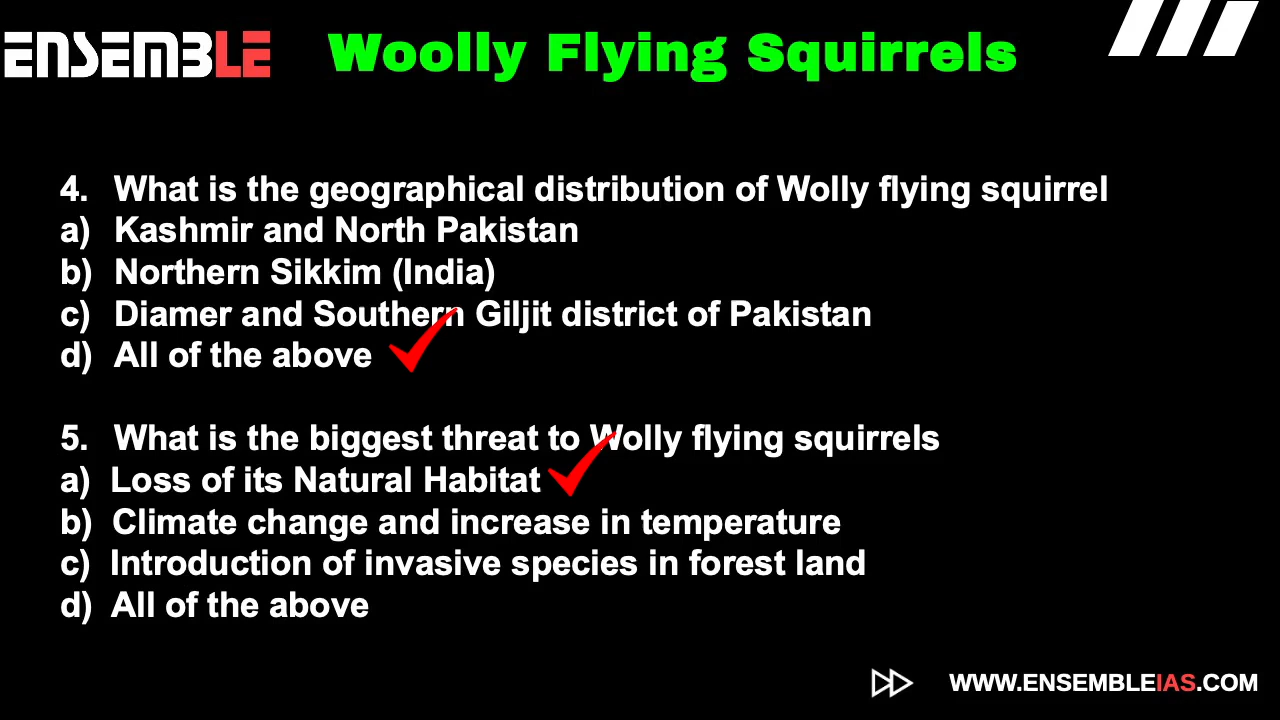 ENSEMBLE
Woolly Flying Squirrels
4. What is the geographical distribution of Wolly flying squirrel
a) Kashmir and North Pakistan
b) Northern Sikkim (India)
c) Diamer and Southern Giljit district of Pakistan
d) All of the above
5. What is the biggest threat to Wolly flying squirrels
a) Loss of its Natural Habitat
b) Climate change and increase in temperature
c) Introduction of invasive species in forest land
d) All of the above
WWW.ENSEMBLEIAS.COM